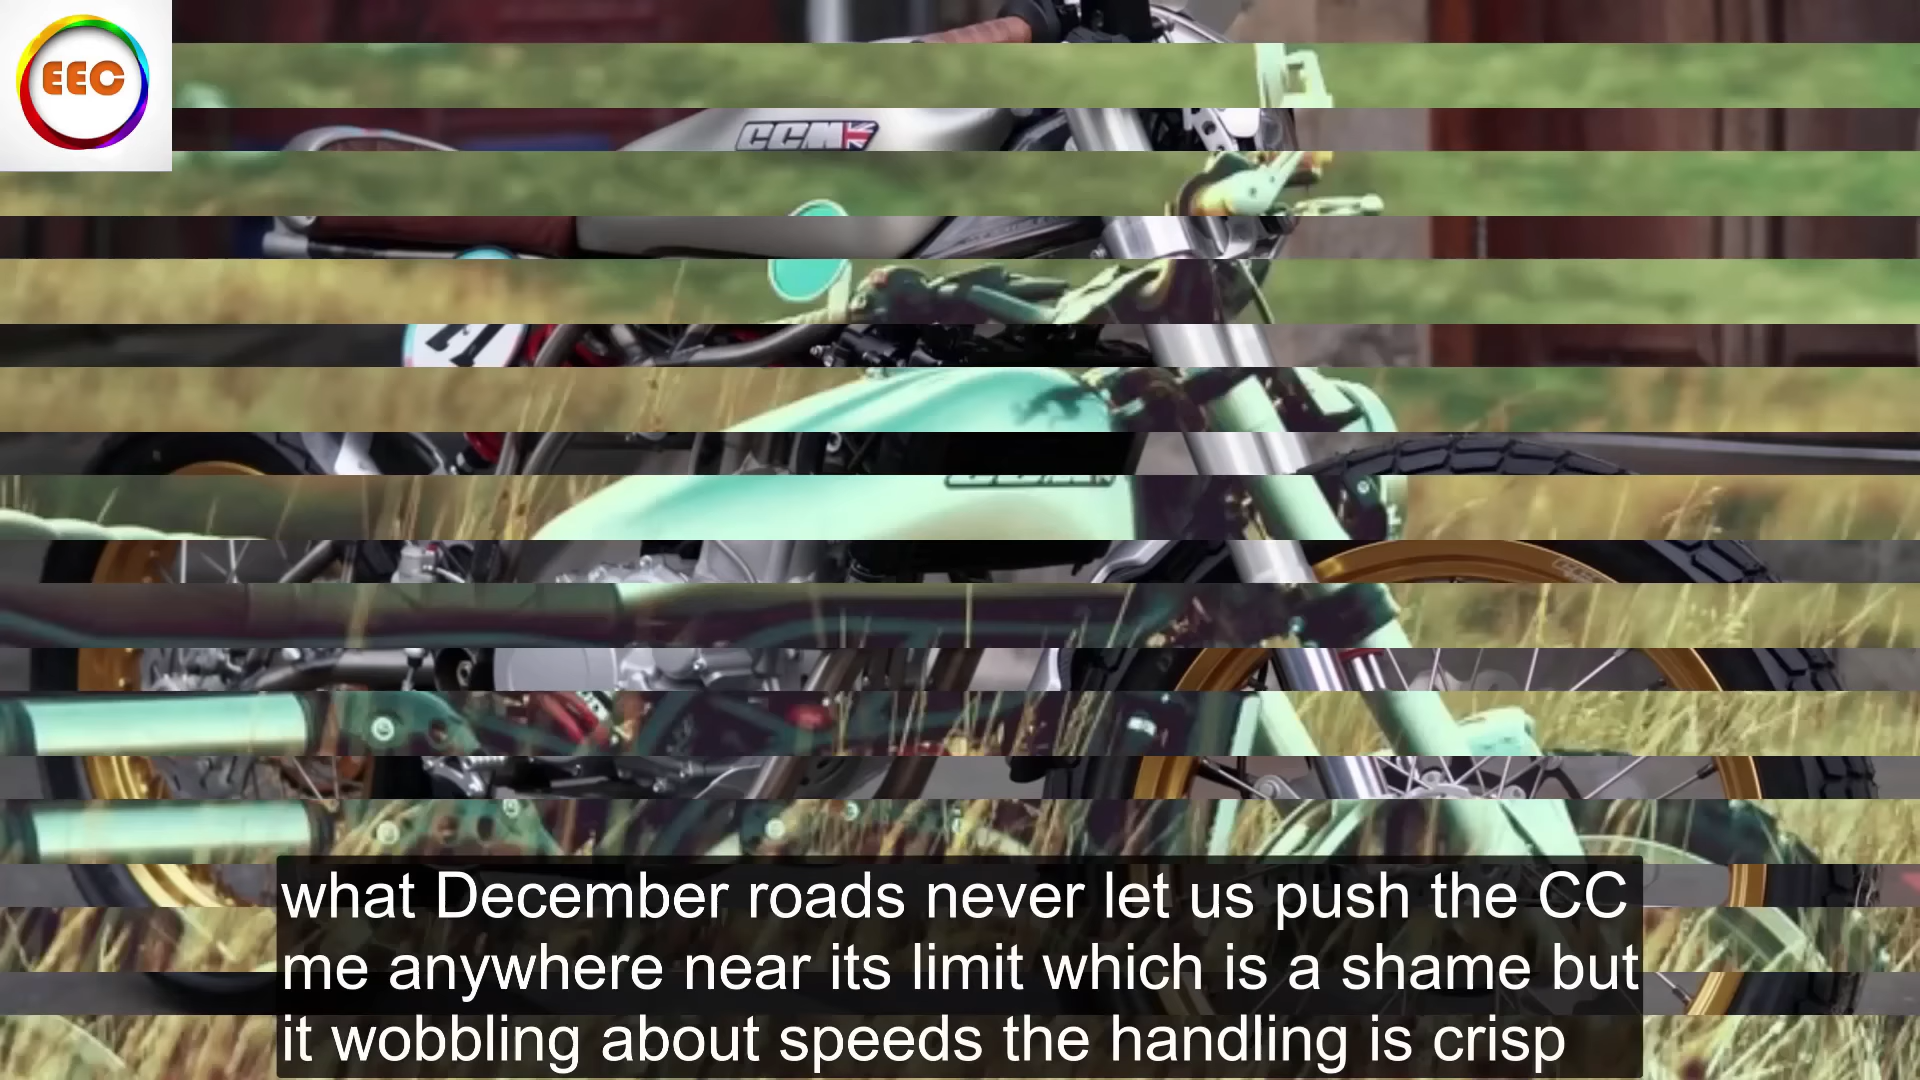 EEC
CCM
what December roads never let us push the CC
me anywhere near its limit which is a shame but
it wobbling about speeds the handling is crisp